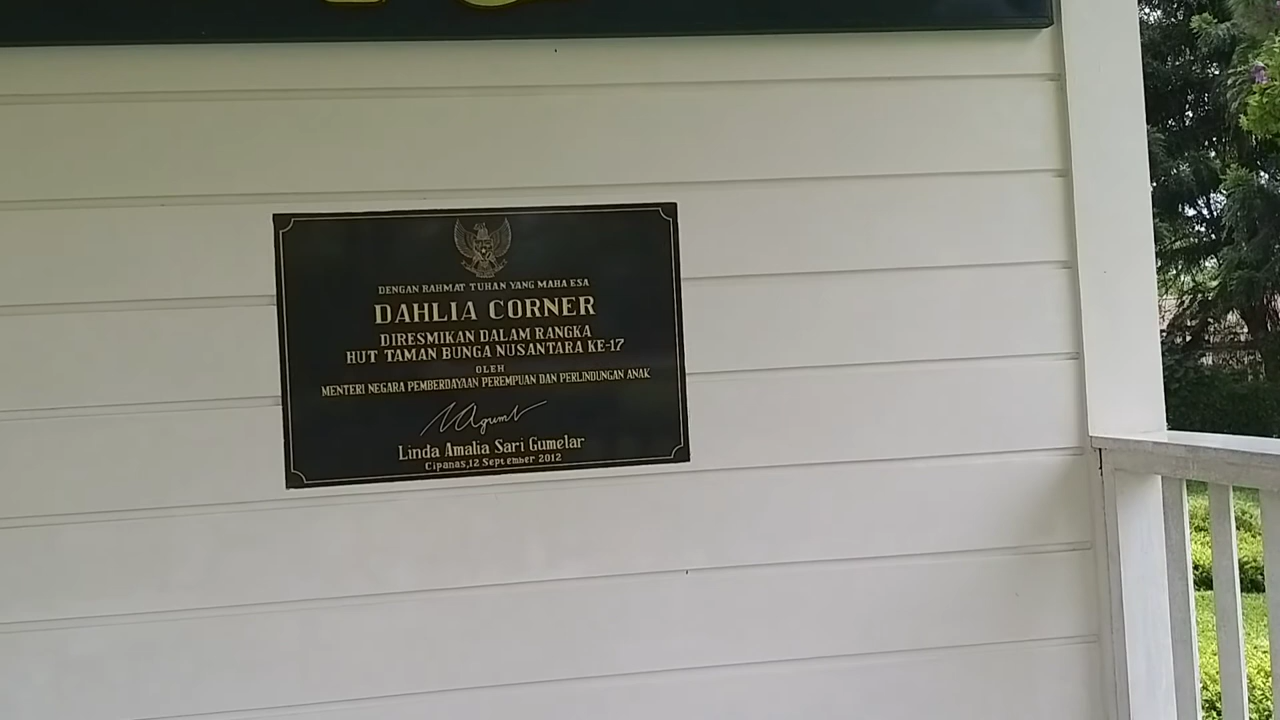 DENGAN RAHMAT TUHAN YANG MAHA ESA
DAHLIA CORNER
DIRESMIKAN DALAM RANGKA
HUT TAMAN BUNGA NUSANTARA KE-17
OLEH
MENTERI NEGARA PEMBERDAYAAN PEREMPUAN DAN PERLINDUNGAN ANAK
Linda Amalia Sari Gumelar
Cipanas,12 September 2012